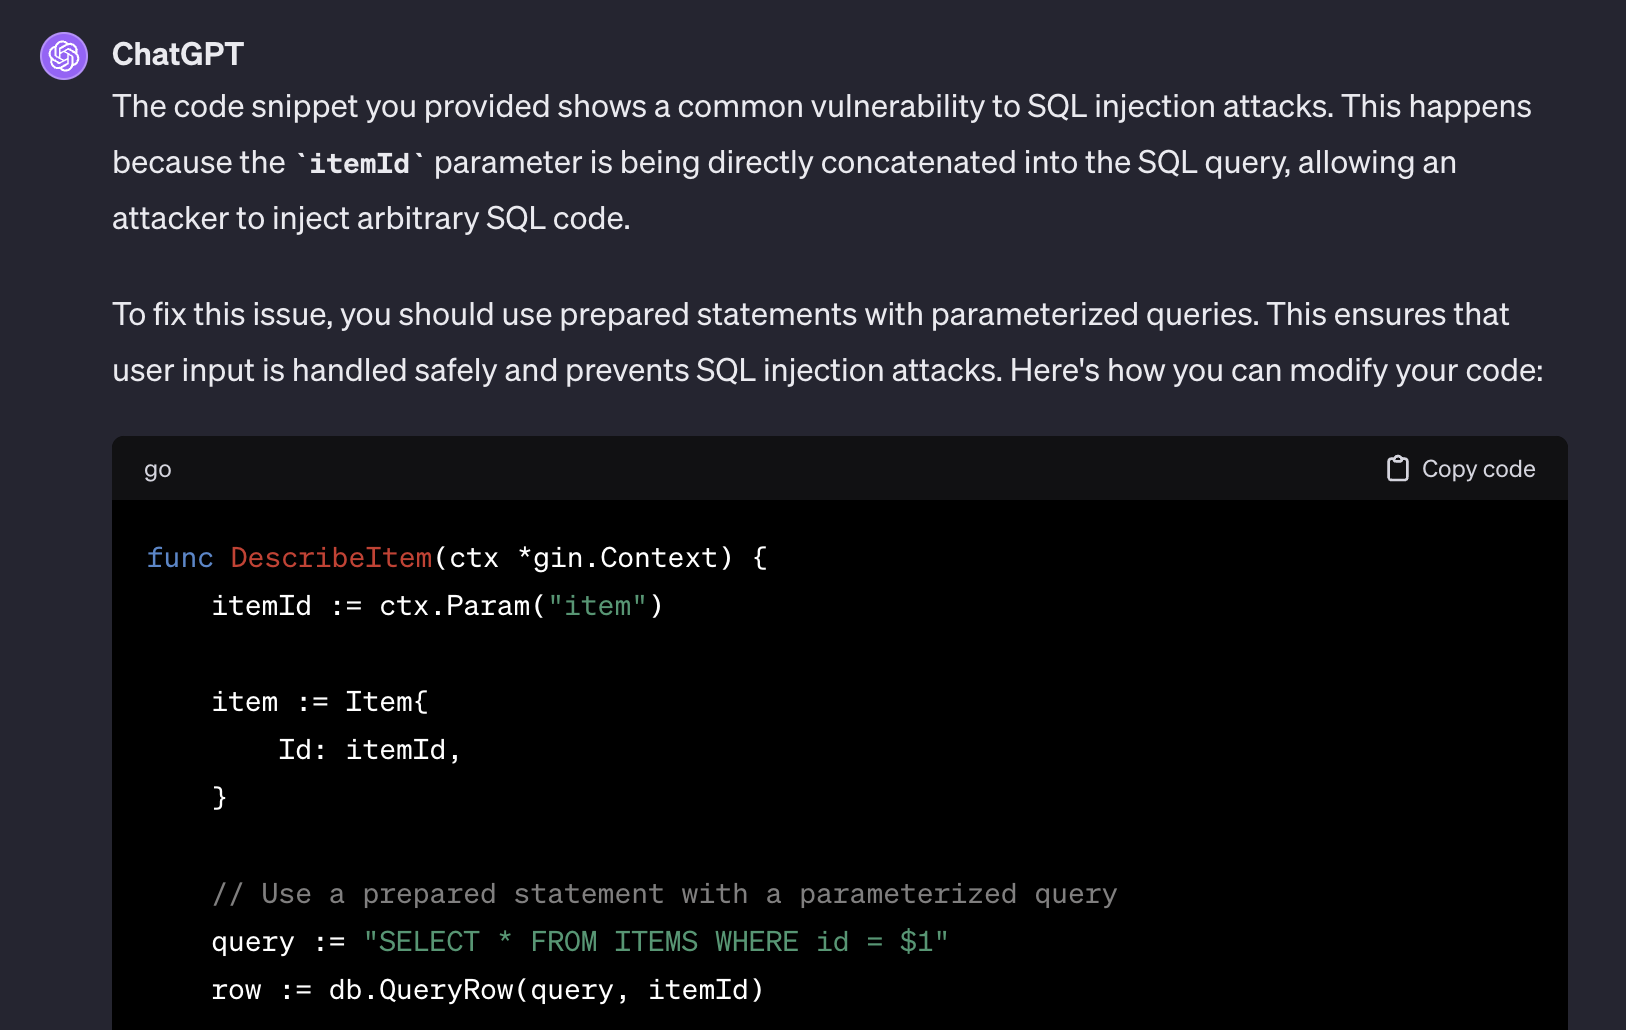 ChatGPT
The code snippet you provided shows a common vulnerability to SQL injection attacks. This happens
because the `itemId` parameter is being directly concatenated into the SQL query, allowing an
attacker to inject arbitrary SQL code.
To fix this issue, you should use prepared statements with parameterized queries. This ensures that
user input is handled safely and prevents SQL injection attacks. Here's how you can modify your code:
go Copy code
func DescribeItem(ctx *gin.Context) {
    itemId := ctx.Param("item")
    item := Item{
        Id: itemId,
    }
    // Use a prepared statement with a parameterized query
    query := "SELECT * FROM ITEMS WHERE id = $1"
    row := db.QueryRow(query, itemId)